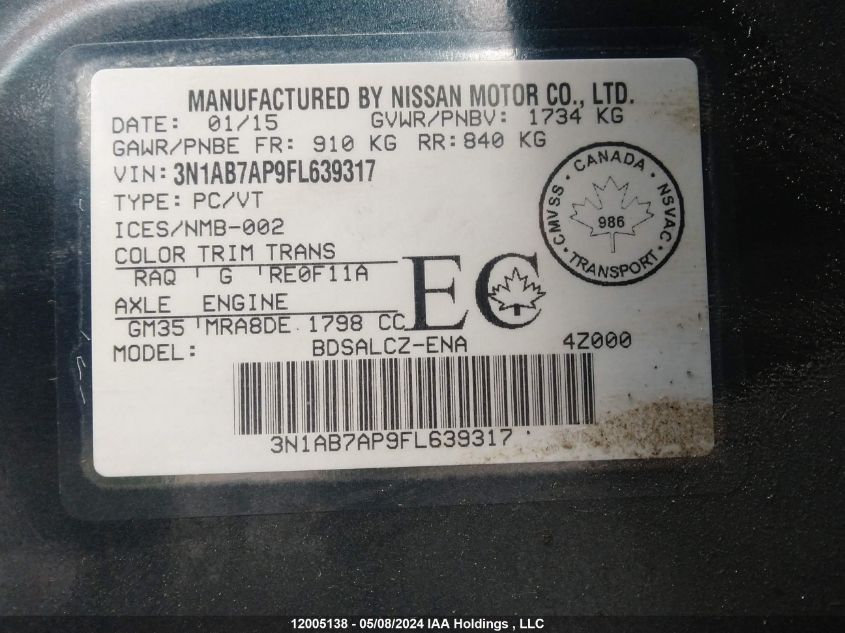 MANUFACTURED BY NISSAN MOTOR CO., LTD.
DATE: 01/15 GVWR/PNBV: 1734 KG
GAWR/PNBE FR: 910 KG RR:840 KG
VIN: 3N1AB7AP9FL639317
TYPE: PC/VT
ICES/NMB-002
COLOR TRIM TRANS
RAQ G RE0F11A
AXLE ENGINE
GM35 MRA8DE 1798 CC
EC
MODEL: BDSALCZ-ENA 4Z000
3N1AB7AP9FL639317
CANADA
CMVSS NSVAC
986
TRANSPORT
12005138 - 05/08/2024 IAA Holdings , LLC